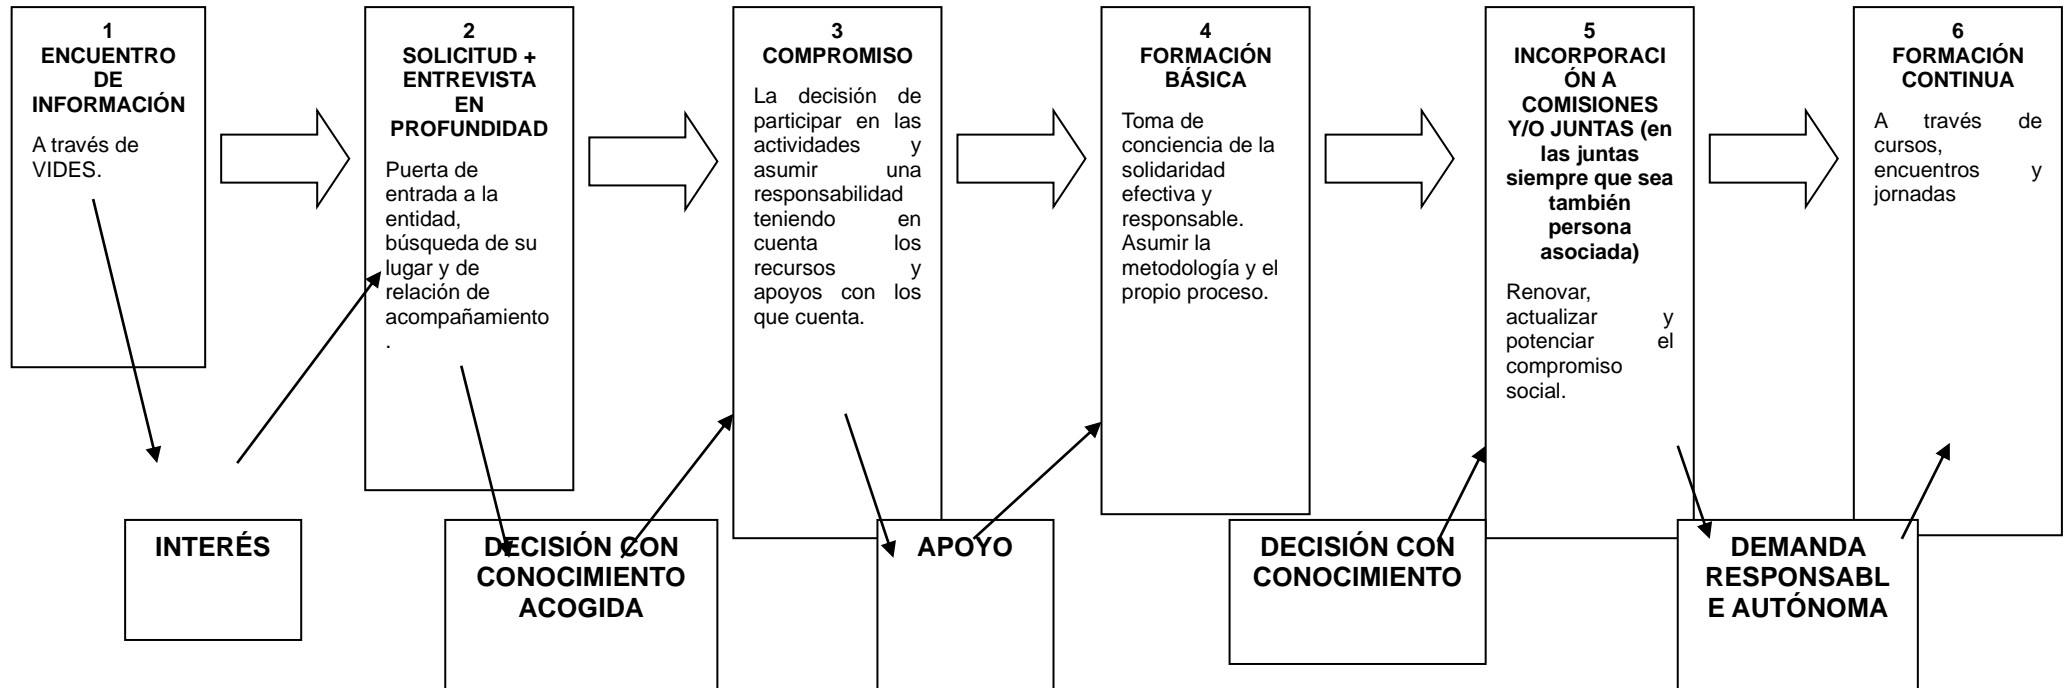 1
ENCUENTRO
DE
INFORMACIÓN
A través de
VIDES.
2
SOLICITUD +
ENTREVISTA
EN
PROFUNDIDAD
Puerta de
entrada a la
entidad,
búsqueda de su
lugar y de
relación de
acompañamiento
.
3
COMPROMISO
La decisión de
participar en las
actividades y
asumir una
responsabilidad
teniendo en
cuenta los
recursos y
apoyos con los
que cuenta.
4
FORMACIÓN
BÁSICA
Toma de
conciencia de la
solidaridad
efectiva y
responsable.
Asumir la
metodología y el
propio proceso.
5
INCORPORACI
ÓN A
COMISIONES
Y/O JUNTAS (en
las juntas
siempre que sea
también
persona
asociada)
Renovar,
actualizar y
potenciar el
compromiso
social.
6
FORMACIÓN
CONTINUA
A través de
cursos,
encuentros y
jornadas
INTERÉS
DECISIÓN CON
CONOCIMIENTO
ACOGIDA
APOYO
DECISIÓN CON
CONOCIMIENTO
DEMANDA
RESPONSABL
E AUTÓNOMA